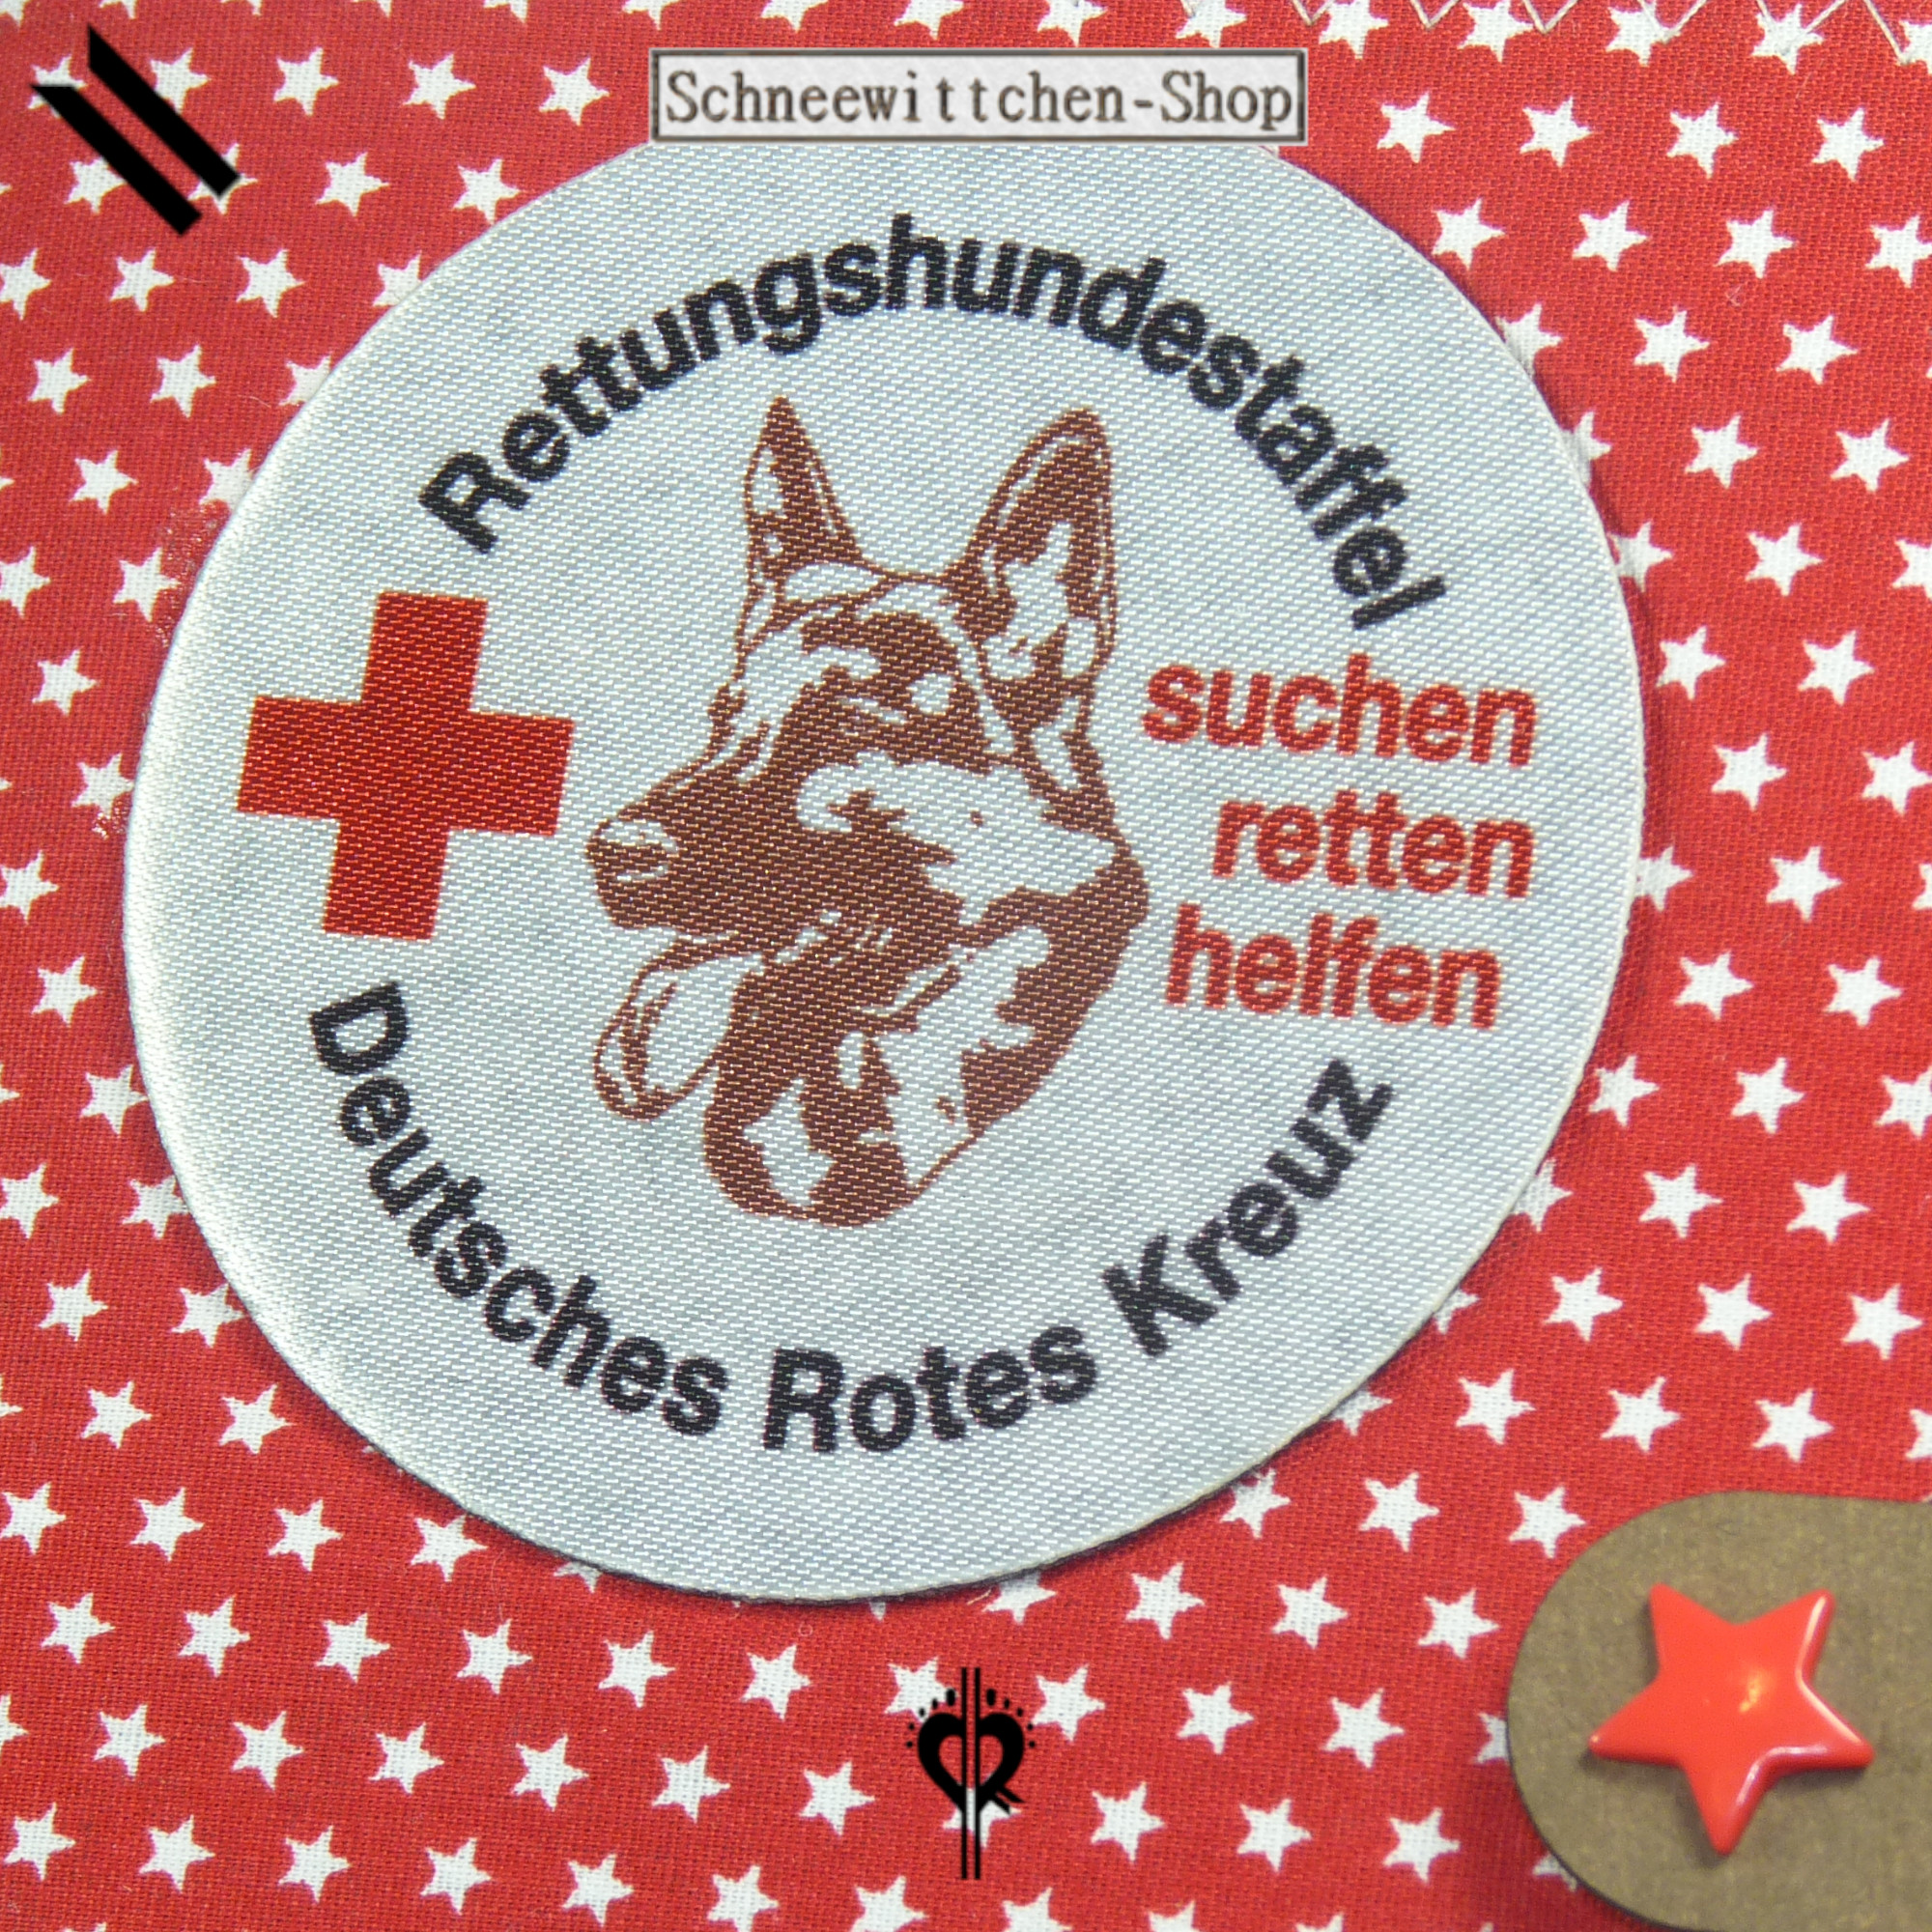 Schneewittchen-Shop
Rettungshundestaffel
suchen
retten
helfen
Deutsches Rotes Kreuz